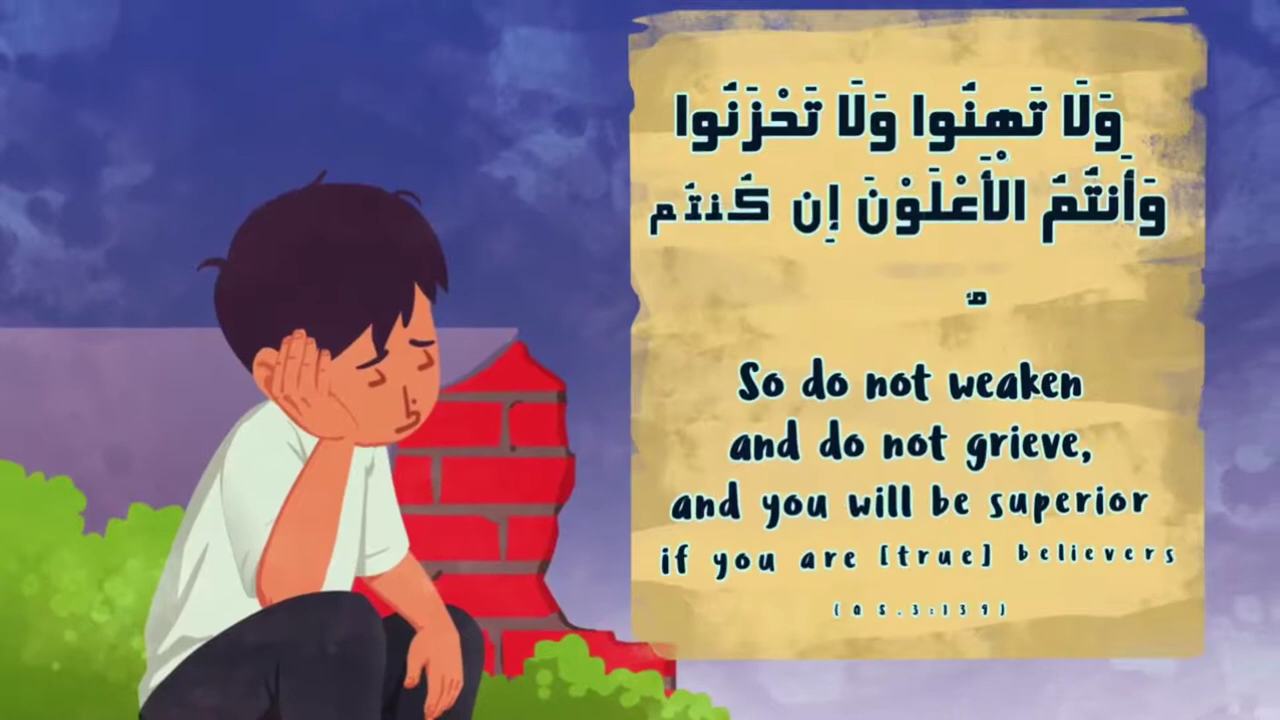 وَلَا تَهِنُوا وَلَا تَحْزَنُوا
وَأَنتُمُ الْأَعْلَوْنَ إِن كُنتُم
So do not weaken
and do not grieve,
and you will be superior
if you are [true] believers
(QS.3:139)